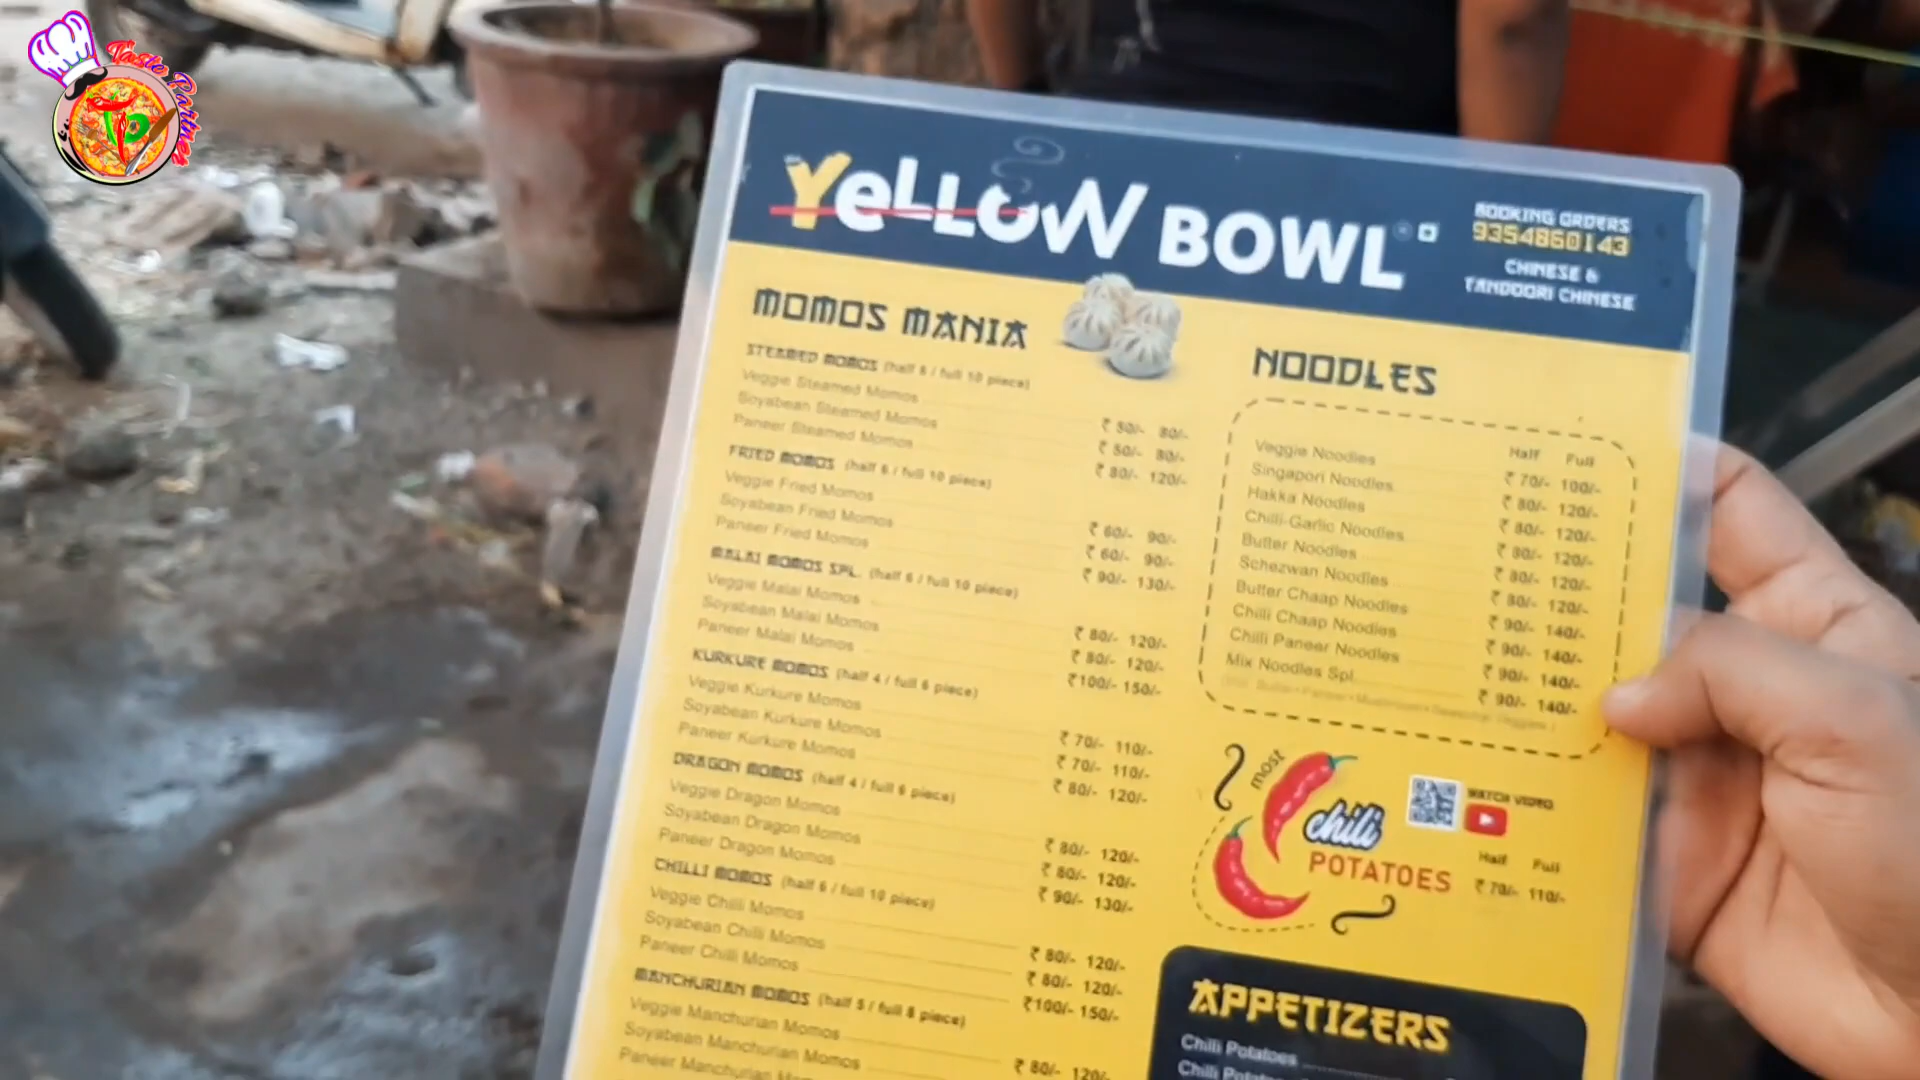 Taste Partner
YeLLOW BOWL
BOOKING ORDERS
9354860143
CHINESE &
TANDOORI CHINESE
MOMOS MANIA
STEAMED MOMOS (half 6 / full 10 piece)
Veggie Steamed Momos ₹ 50/- 80/-
Soyabean Steamed Momos ₹ 50/- 80/-
Paneer Steamed Momos ₹ 80/- 120/-
FRIED MOMOS (half 6 / full 10 piece)
Veggie Fried Momos ₹ 60/- 90/-
Soyabean Fried Momos ₹ 60/- 90/-
Paneer Fried Momos ₹ 90/- 130/-
MALAI MOMOS SPL. (half 6 / full 10 piece)
Veggie Malai Momos ₹ 80/- 120/-
Soyabean Malai Momos ₹ 80/- 120/-
Paneer Malai Momos ₹100/- 150/-
KURKURE MOMOS (half 4 / full 6 piece)
Veggie Kurkure Momos ₹ 70/- 110/-
Soyabean Kurkure Momos ₹ 70/- 110/-
Paneer Kurkure Momos ₹ 80/- 120/-
DRAGON MOMOS (half 4 / full 6 piece)
Veggie Dragon Momos ₹ 80/- 120/-
Soyabean Dragon Momos ₹ 80/- 120/-
Paneer Dragon Momos ₹ 90/- 130/-
CHILLI MOMOS (half 6 / full 10 piece)
Veggie Chilli Momos ₹ 80/- 120/-
Soyabean Chilli Momos ₹ 80/- 120/-
Paneer Chilli Momos ₹100/- 150/-
MANCHURIAN MOMOS (half 5 / full 8 piece)
Veggie Manchurian Momos ₹ 80/- 120/-
Soyabean Manchurian Momos
Paneer Manchurian
NOODLES
Half Full
Veggie Noodles ₹ 70/- 100/-
Singapori Noodles ₹ 80/- 120/-
Hakka Noodles ₹ 80/- 120/-
Chilli-Garlic Noodles ₹ 80/- 120/-
Butter Noodles ₹ 80/- 120/-
Schezwan Noodles ₹ 80/- 120/-
Butter Chaap Noodles ₹ 90/- 140/-
Chilli Chaap Noodles ₹ 90/- 140/-
Chilli Paneer Noodles ₹ 90/- 140/-
Mix Noodles Spl ₹ 90/- 140/-
most
chili
POTATOES
WATCH VIDEO
Half Full
₹ 70/- 110/-
APPETIZERS
Chilli Potatoes
Chilli